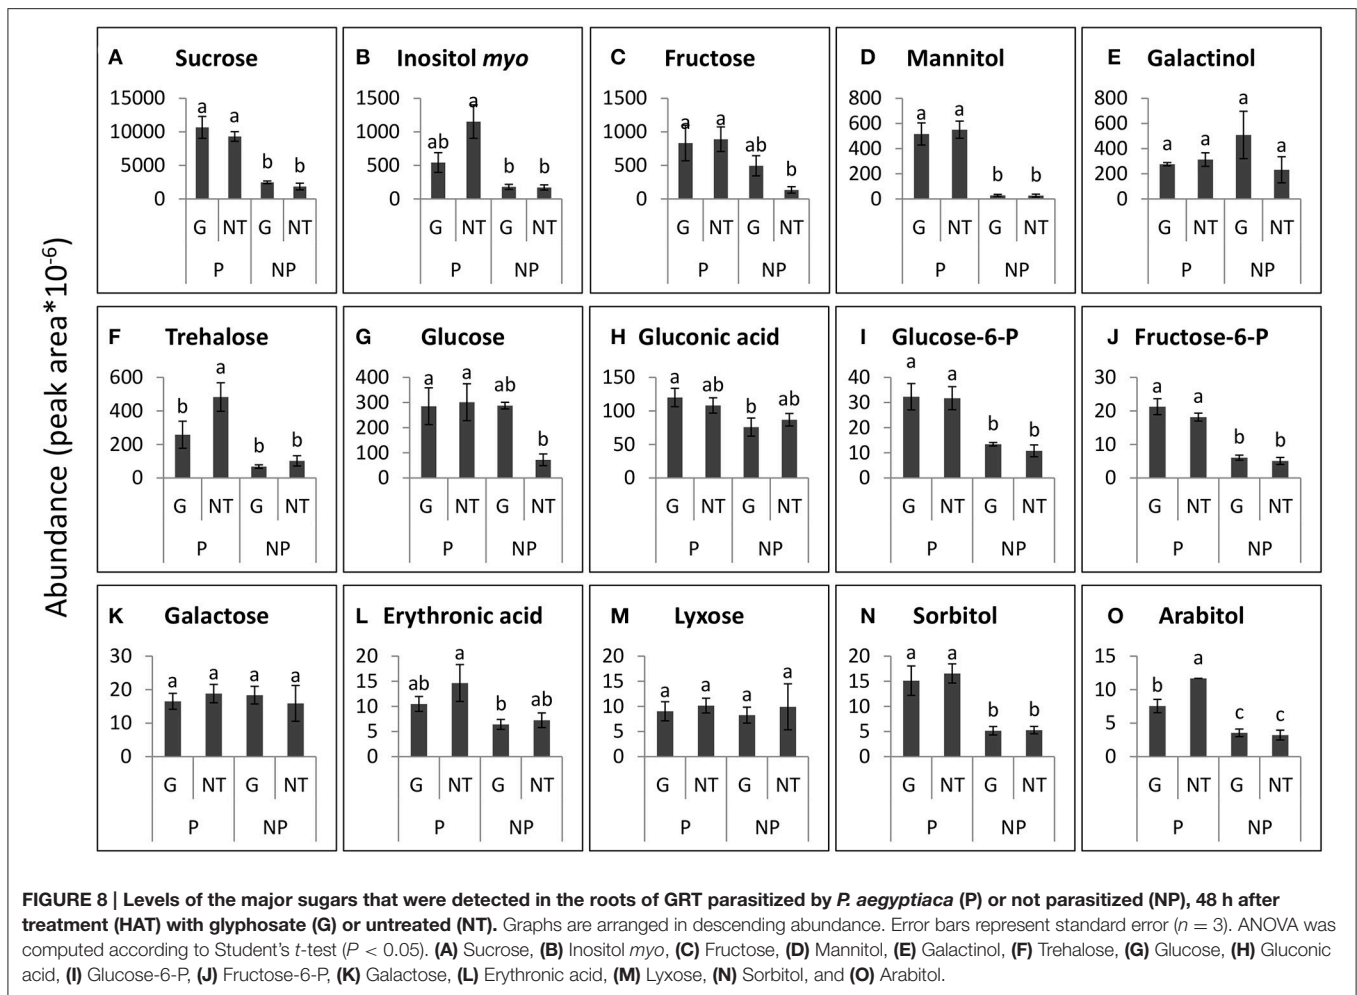 A Sucrose
B Inositol myo
C Fructose
D Mannitol
E Galactinol
15000
10000
5000
0
a a b b
G NT G NT
P NP
1500
1000
500
0
ab a b b
G NT G NT
P NP
1500
1000
500
0
a a ab b
G NT G NT
P NP
800
600
400
200
0
a a b b
G NT G NT
P NP
800
600
400
200
0
a a a a
G NT G NT
P NP
Abundance (peak area*10-6)
F Trehalose
G Glucose
H Gluconic acid
I Glucose-6-P
J Fructose-6-P
600
400
200
0
b a b b
G NT G NT
P NP
400
300
200
100
0
a a ab b
G NT G NT
P NP
150
100
50
0
a ab b ab
G NT G NT
P NP
40
30
20
10
0
a a b b
G NT G NT
P NP
30
20
10
0
a a b b
G NT G NT
P NP
K Galactose
L Erythronic acid
M Lyxose
N Sorbitol
O Arabitol
30
20
10
0
a a a a
G NT G NT
P NP
20
15
10
5
0
ab a b ab
G NT G NT
P NP
20
15
10
5
0
a a a a
G NT G NT
P NP
20
15
10
5
0
a a b b
G NT G NT
P NP
15
10
5
0
b a c c
G NT G NT
P NP
FIGURE 8 | Levels of the major sugars that were detected in the roots of GRT parasitized by P. aegyptiaca (P) or not parasitized (NP), 48 h after
treatment (HAT) with glyphosate (G) or untreated (NT). Graphs are arranged in descending abundance. Error bars represent standard error (n = 3). ANOVA was
computed according to Student's t-test (P < 0.05). (A) Sucrose, (B) Inositol myo, (C) Fructose, (D) Mannitol, (E) Galactinol, (F) Trehalose, (G) Glucose, (H) Gluconic
acid, (I) Glucose-6-P, (J) Fructose-6-P, (K) Galactose, (L) Erythronic acid, (M) Lyxose, (N) Sorbitol, and (O) Arabitol.